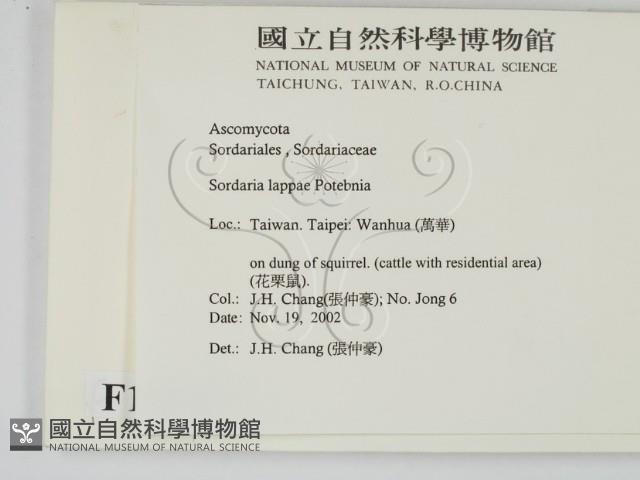 國立自然科學博物館
NATIONAL MUSEUM OF NATURAL SCIENCE
TAICHUNG, TAIWAN, R.O.CHINA
Ascomycota
Sordariales , Sordariaceae
Sordaria lappae Potebnia
Loc.: Taiwan. Taipei: Wanhua (萬華)
on dung of squirrel. (cattle with residential area)
(花栗鼠).
Col.: J.H. Chang(張仲豪); No. Jong 6
Date: Nov. 19, 2002
Det.: J.H. Chang (張仲豪)
F1
國立自然科學博物館
NATIONAL MUSEUM OF NATURAL SCIENCE